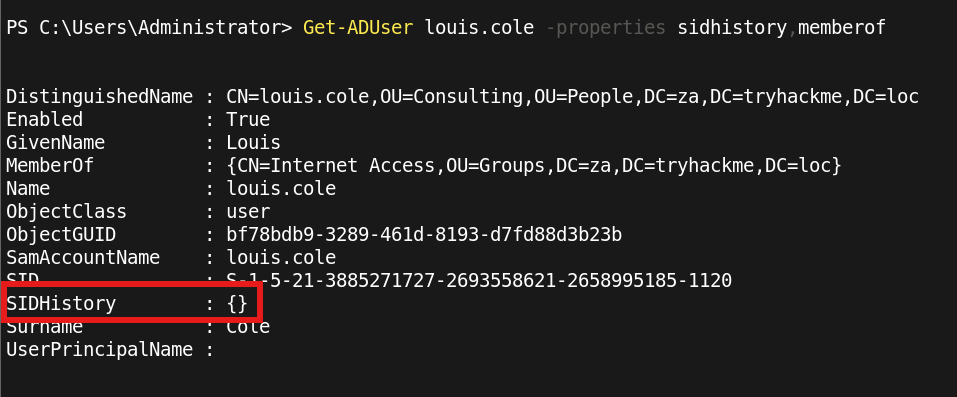 PS C:\Users\Administrator> Get-ADUser louis.cole -properties sidhistory,memberof
DistinguishedName : CN=louis.cole,OU=Consulting,OU=People,DC=za,DC=tryhackme,DC=loc
Enabled : True
GivenName : Louis
MemberOf : {CN=Internet Access,OU=Groups,DC=za,DC=tryhackme,DC=loc}
Name : louis.cole
ObjectClass : user
ObjectGUID : bf78bdb9-3289-461d-8193-d7fd88d3b23b
SamAccountName : louis.cole
SID : S-1-5-21-3885271727-2693558621-2658995185-1120
SIDHistory : {}
Surname : Cole
UserPrincipalName :